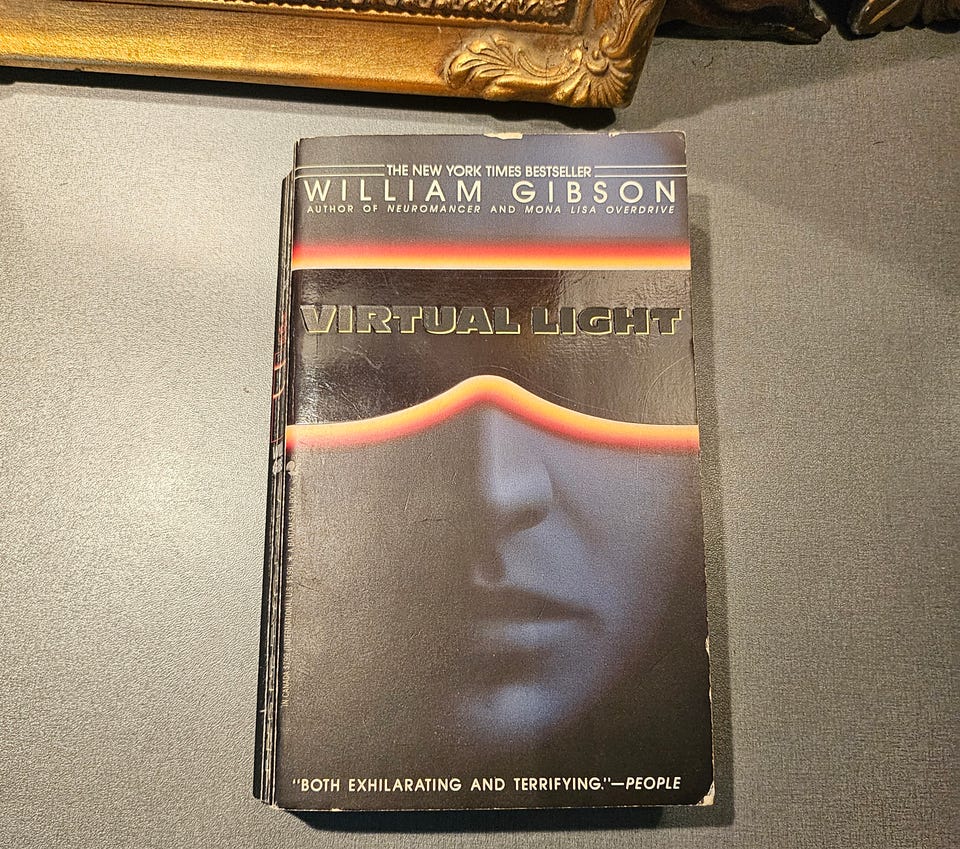 THE NEW YORK TIMES BESTSELLER
WILLIAM GIBSON
AUTHOR OF NEUROMANCER AND MONA LISA OVERDRIVE
VIRTUAL LIGHT
"BOTH EXHILARATING AND TERRIFYING."—PEOPLE